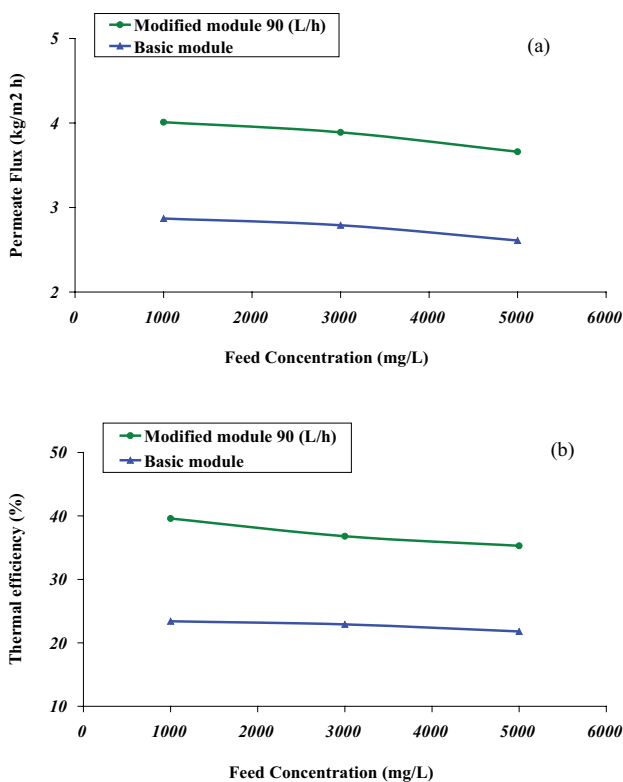 Modified module 90 (L/h)
Basic module
(a)
Permeate Flux (kg/m2 h)
5
4
3
2
0 1000 2000 3000 4000 5000 6000
Feed Concentration (mg/L)
Modified module 90 (L/h)
Basic module
(b)
Thermal efficiency (%)
50
40
30
20
10
0 1000 2000 3000 4000 5000 6000
Feed Concentration (mg/L)